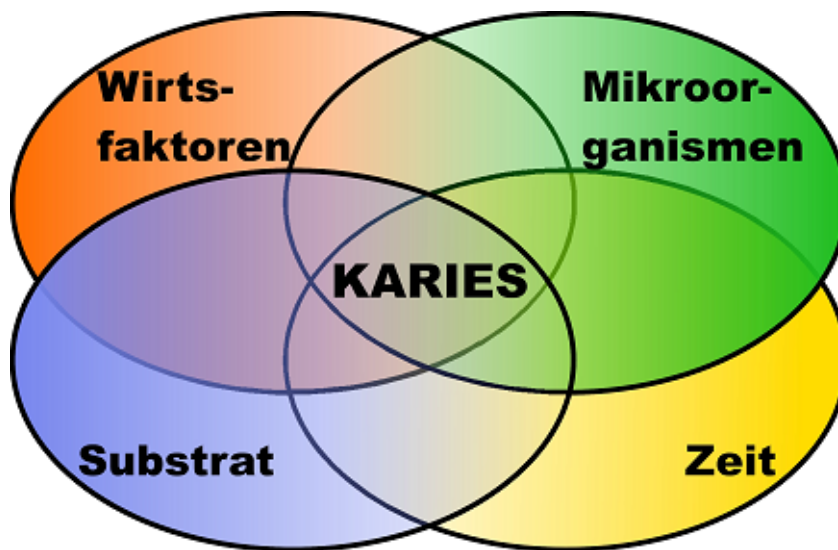 Wirts-
faktoren
Mikroor-
ganismen
KARIES
Substrat
Zeit